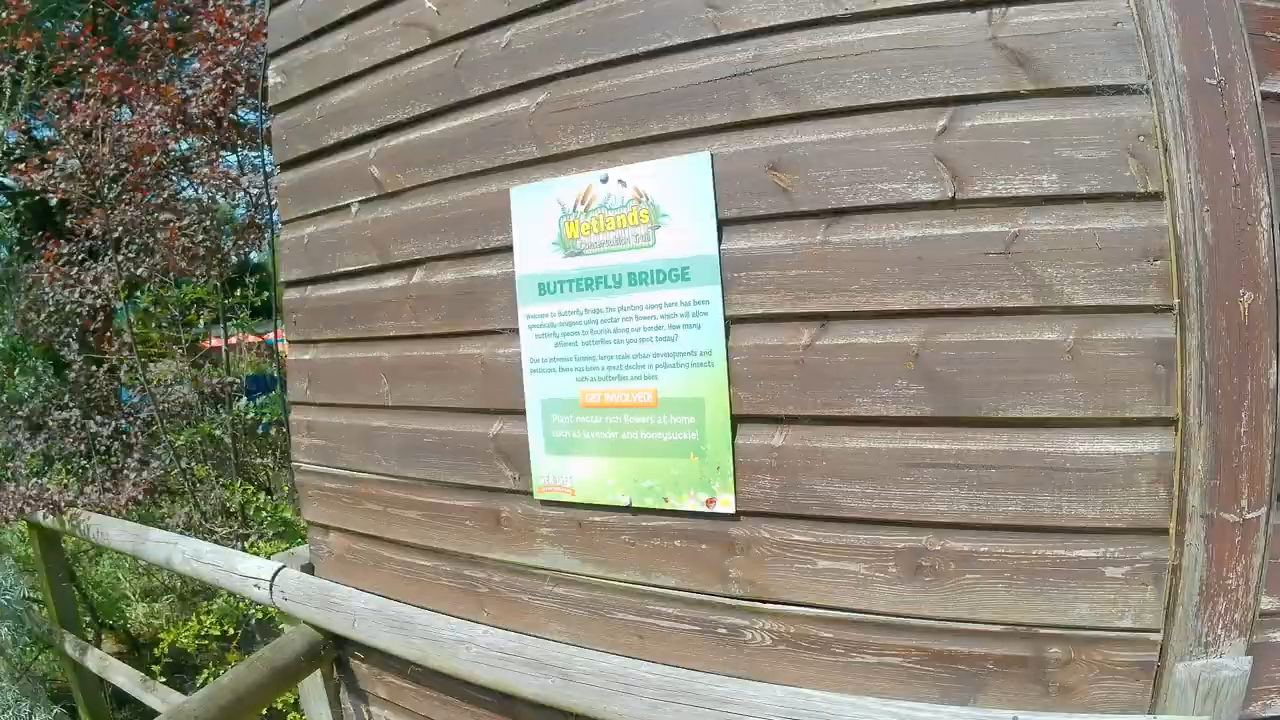 Wetlands
Conservation Trail
BUTTERFLY BRIDGE
Welcome to Butterfly Bridge, the planting along here has been
specifically designed using nectar rich flowers, which will allow
butterfly species to flourish along our border. How many
different butterflies can you spot today?
Due to intensive farming, large scale urban developments and
pesticides, there has been a great decline in pollinating insects
such as butterflies and bees.
GET INVOLVED!
Plant nectar rich flowers at home
such as lavender and honeysuckle!